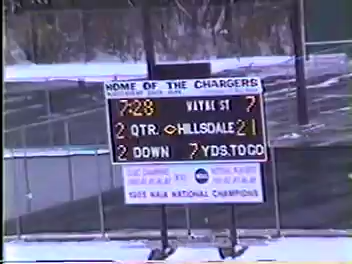 HOME OF THE CHARGERS
7:28 WAYNE ST 7
2 QTR. HILLSDALE 21
2 DOWN 7 YDS. TO GO
1985 NAIA NATIONAL CHAMPIONS